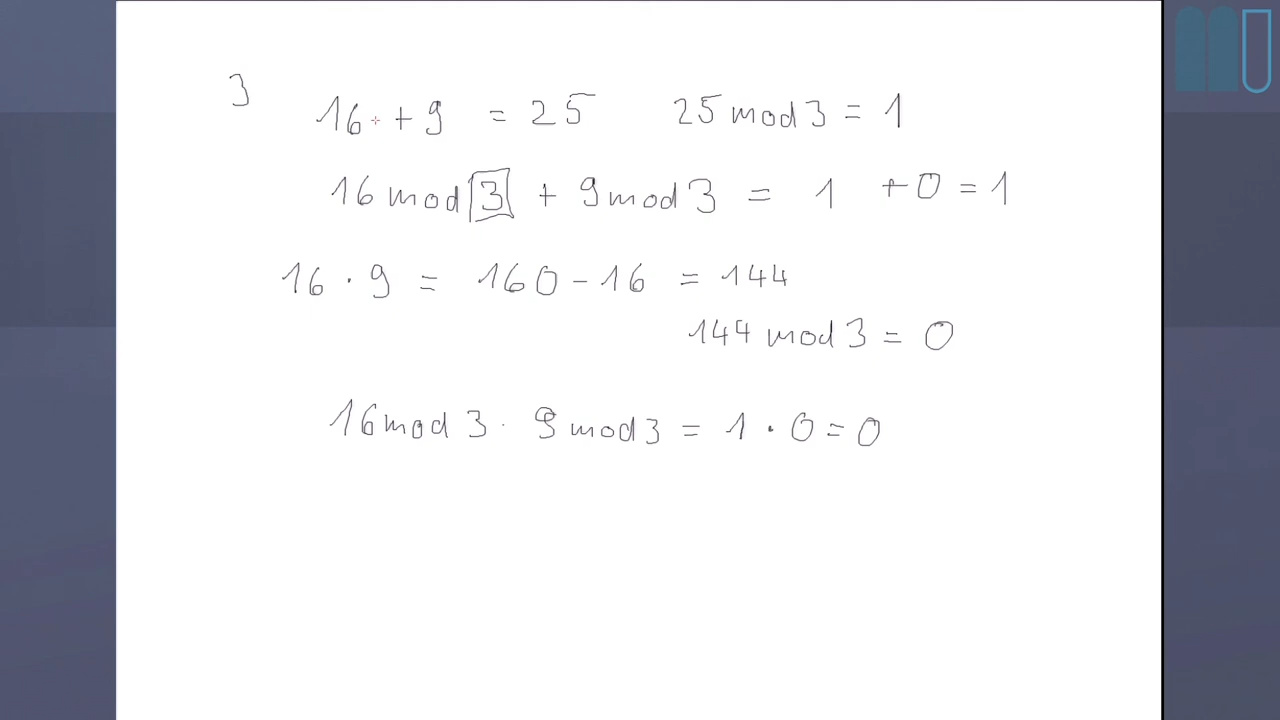 3
16 + 9 = 25 25 mod 3 = 1
16 mod 3 + 9 mod 3 = 1 + 0 = 1
16 · 9 = 160 - 16 = 144
144 mod 3 = 0
16 mod 3 · 9 mod 3 = 1 · 0 = 0